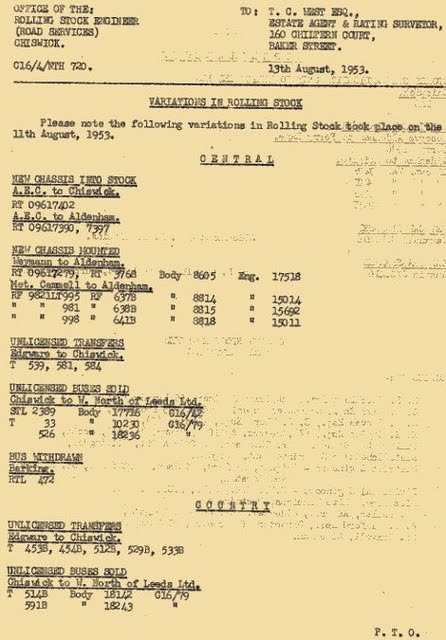 OFFICE OF THE:
ROLLING STOCK ENGINEER
(ROAD SERVICES)
CHISWICK.
C16/4/NTH 720.
TO: T. C. WEST ESQ.,
ESTATE AGENT & RATING SURVEYOR,
160 CHILTERN COURT,
BAKER STREET.
13th August, 1953.
VARIATIONS IN ROLLING STOCK
Please note the following variations in Rolling Stock took place on the
11th August, 1953.
CENTRAL
NEW CHASSIS INTO STOCK
A.E.C. to Chiswick.
RT 09617402
A.E.C. to Aldenham.
RT 09617390, 7397
NEW CHASSIS MOUNTED
Weymann to Aldenham.
RT 09617279, RT 3768 Body 8605 Eng. 17518
Met. Cammell to Aldenham.
RF 9821LT995 RF 637B " 8814 " 15014
" " 981 " 638B " 8815 " 15692
" " 998 " 641B " 8818 " 15011
UNLICENSED TRANSFERS
Edgware to Chiswick.
T 539, 581, 584
UNLICENSED BUSES SOLD
Chiswick to W. North of Leeds Ltd.
STL 2389 Body 17716 G16/42
T 33 " 10230 G16/79
526 " 18236 "
BUS WITHDRAWN
Barking.
RTL 472
COUNTRY
UNLICENSED TRANSFERS
Edgware to Chiswick.
T 453B, 454B, 512B, 529B, 533B
UNLICENSED BUSES SOLD
Chiswick to W. North of Leeds Ltd.
T 514B Body 18142 G16/79
591B " 18243 "
P. T. O.